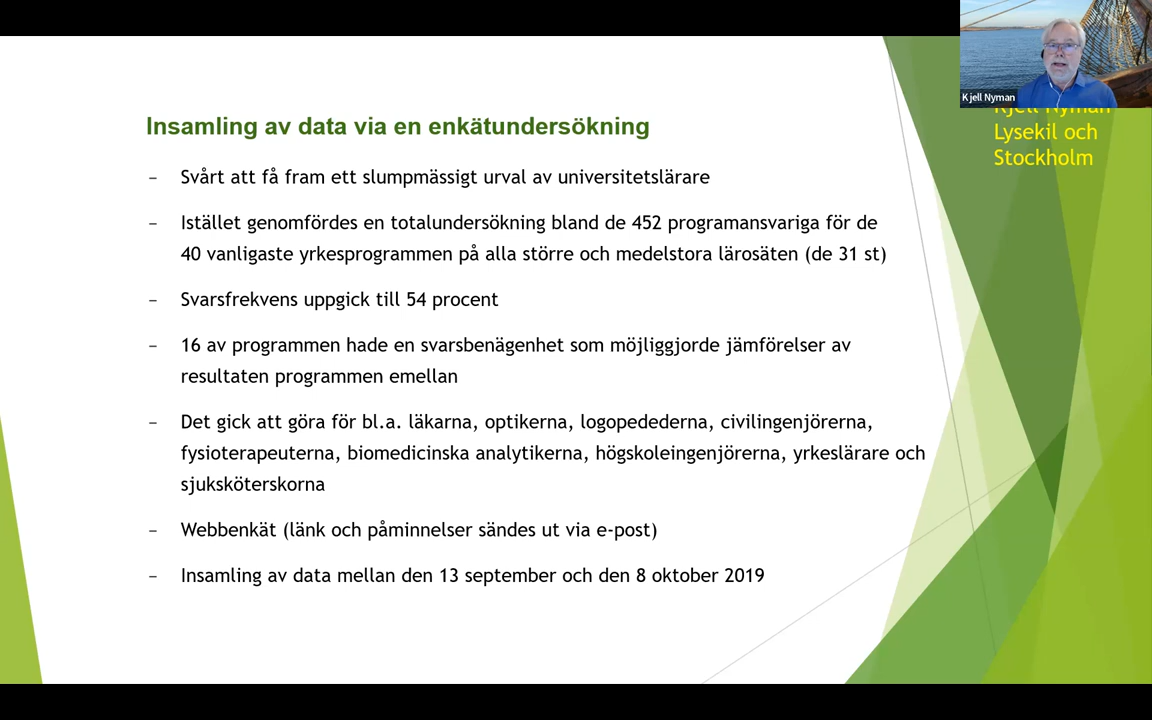 Kjell Nyman
Kjell Nyman
Lysekil och
Stockholm
Insamling av data via en enkätundersökning
– Svårt att få fram ett slumpmässigt urval av universitetslärare
– Istället genomfördes en totalundersökning bland de 452 programansvariga för de
40 vanligaste yrkesprogrammen på alla större och medelstora lärosäten (de 31 st)
– Svarsfrekvens uppgick till 54 procent
– 16 av programmen hade en svarsbenägenhet som möjliggjorde jämförelser av
resultaten programmen emellan
– Det gick att göra för bl.a. läkarna, optikerna, logopedederna, civilingenjörerna,
fysioterapeuterna, biomedicinska analytikerna, högskoleingenjörerna, yrkeslärare och
sjuksköterskorna
– Webbenkät (länk och påminnelser sändes ut via e-post)
– Insamling av data mellan den 13 september och den 8 oktober 2019